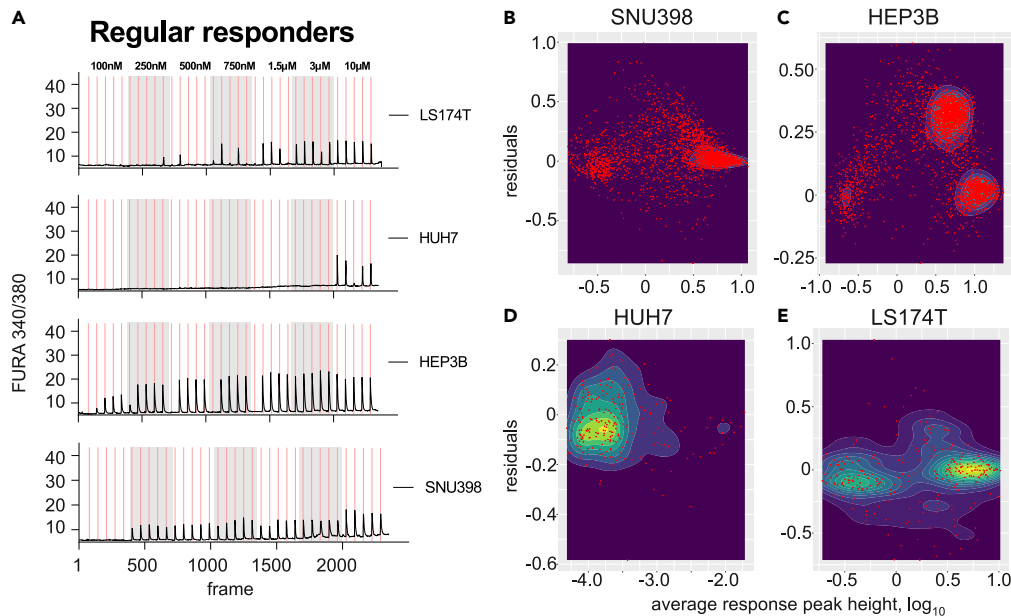 A
Regular responders
100nM 250nM 500nM 750nM 1.5µM 3µM 10µM
40
30
20
10
LS174T
40
30
20
10
HUH7
40
30
20
10
HEP3B
40
30
20
10
SNU398
FURA 340/380
1 500 1000 1500 2000
frame
B
SNU398
1.0
0.5
0
-0.5
residuals
-0.5 0 0.5 1.0
C
HEP3B
0.50
0.25
0
-0.25
-1.0 -0.5 0 0.5 1.0
D
HUH7
0.2
0
-0.2
-0.4
-0.6
residuals
-4.0 -3.0 -2.0
E
LS174T
1.0
0.5
0
-0.5
-0.5 0 0.5 1.0
average response peak height, log10